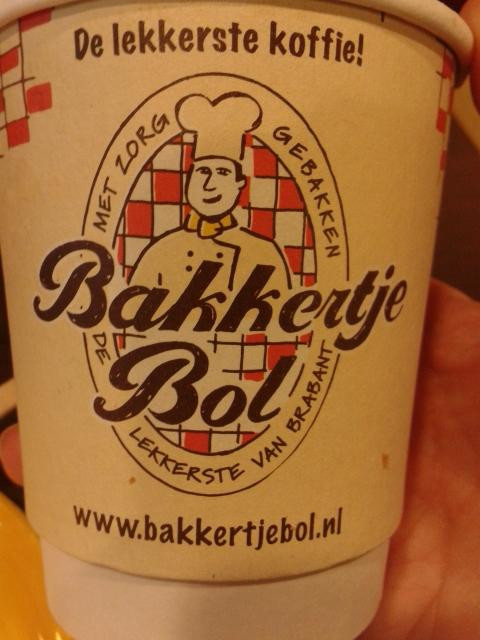 De lekkerste koffie!
MET ZORG GEBAKKEN
Bakkertje
Bol
DE LEKKERSTE VAN BRABANT
www.bakkertjebol.nl